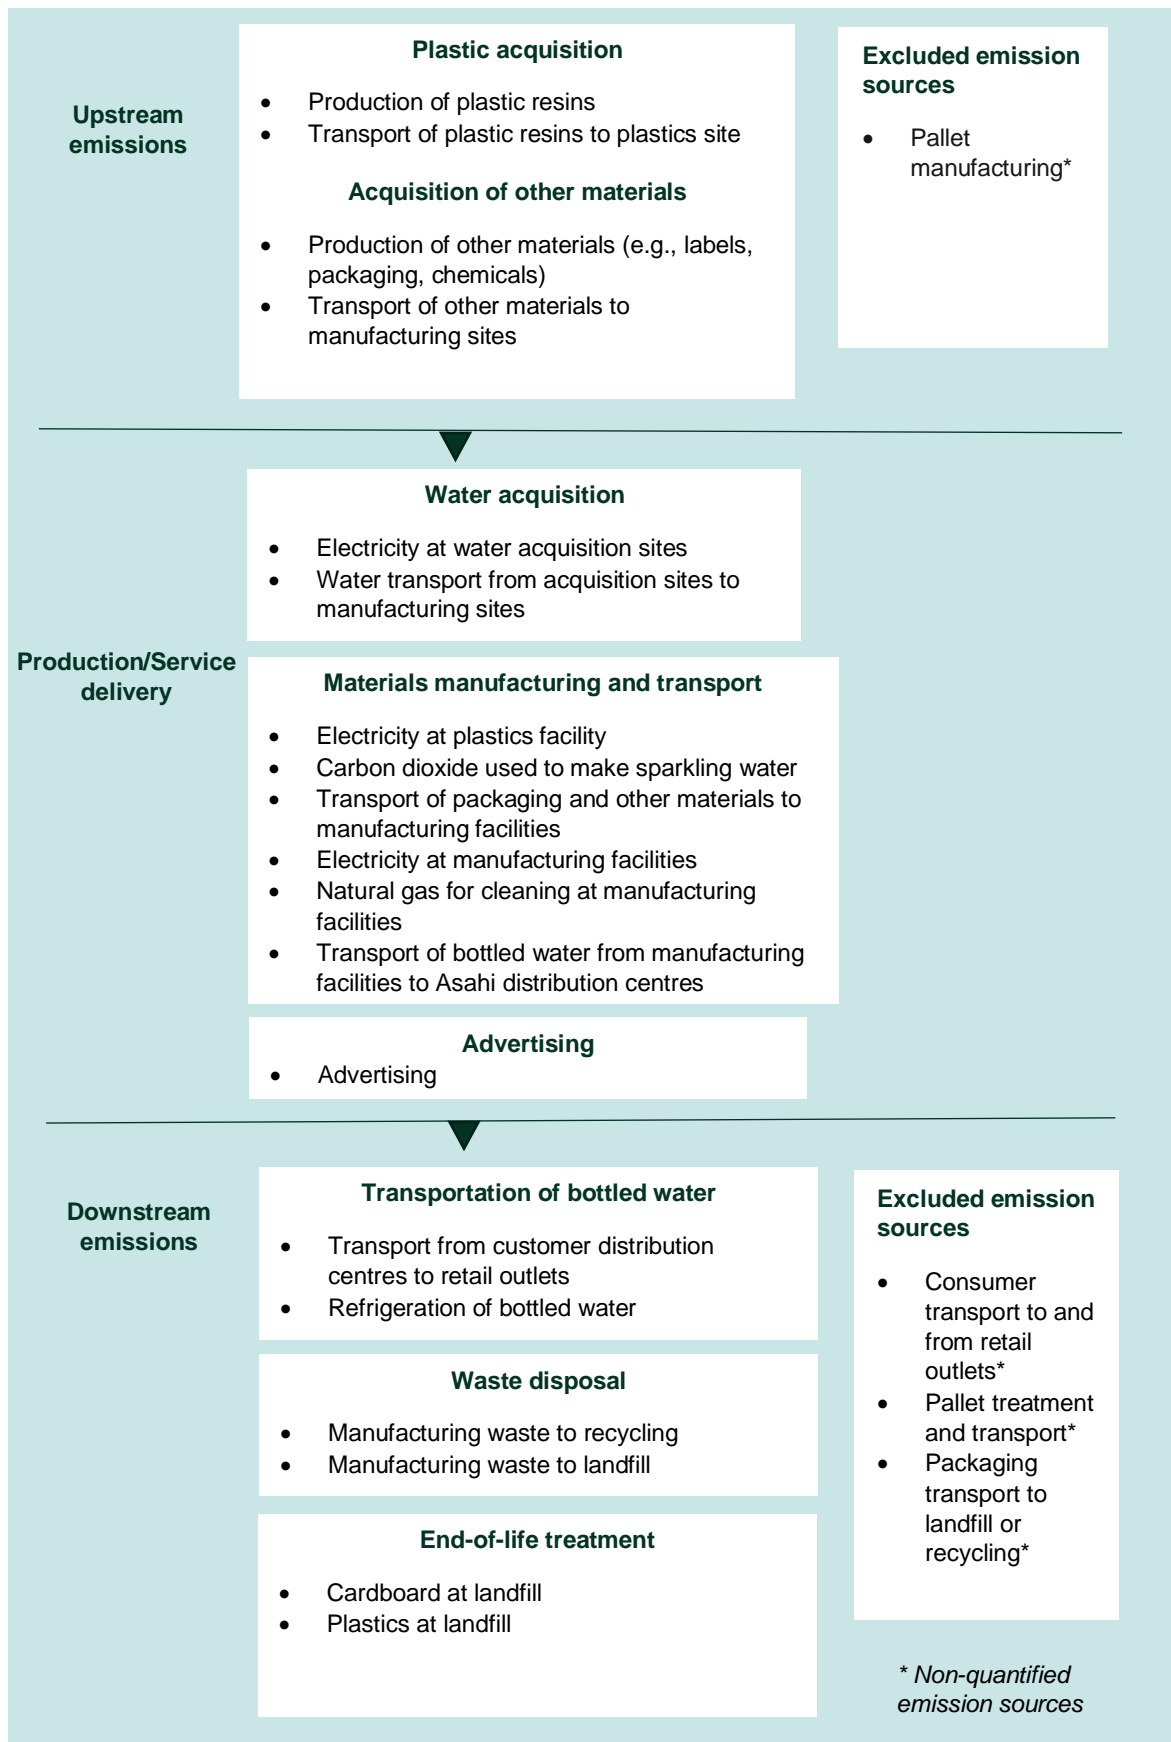 Upstream
emissions
Plastic acquisition
• Production of plastic resins
• Transport of plastic resins to plastics site
Acquisition of other materials
• Production of other materials (e.g., labels,
packaging, chemicals)
• Transport of other materials to
manufacturing sites
Excluded emission
sources
• Pallet
manufacturing*
Production/Service
delivery
Water acquisition
• Electricity at water acquisition sites
• Water transport from acquisition sites to
manufacturing sites
Materials manufacturing and transport
• Electricity at plastics facility
• Carbon dioxide used to make sparkling water
• Transport of packaging and other materials to
manufacturing facilities
• Electricity at manufacturing facilities
• Natural gas for cleaning at manufacturing
facilities
• Transport of bottled water from manufacturing
facilities to Asahi distribution centres
Advertising
• Advertising
Downstream
emissions
Transportation of bottled water
• Transport from customer distribution
centres to retail outlets
• Refrigeration of bottled water
Waste disposal
• Manufacturing waste to recycling
• Manufacturing waste to landfill
End-of-life treatment
• Cardboard at landfill
• Plastics at landfill
Excluded emission
sources
• Consumer
transport to and
from retail
outlets*
• Pallet treatment
and transport*
• Packaging
transport to
landfill or
recycling*
* Non-quantified
emission sources